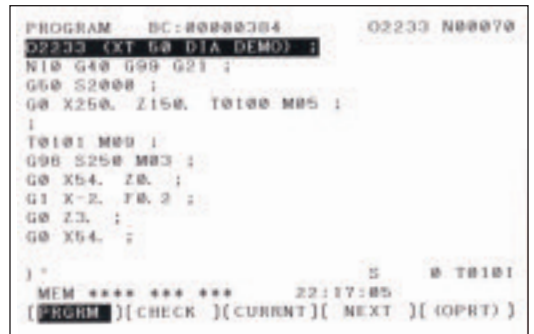 PROGRAM BC:00000384 O2233 N00070
O2233 (XT 50 DIA DEMO) ;
N10 G40 G99 G21 ;
G50 S2000 ;
G0 X250. Z150. T0100 M05 ;
;
T0101 M09 ;
G96 S250 M03 ;
G0 X54. Z0. ;
G1 X-2. F0.2 ;
G0 Z3. ;
G0 X54. ;
S 0 T0101
MEM **** *** *** 22:17:05
[ PRGRM ][ CHECK ][ CURRNT ][ NEXT ][ (OPRT) ]